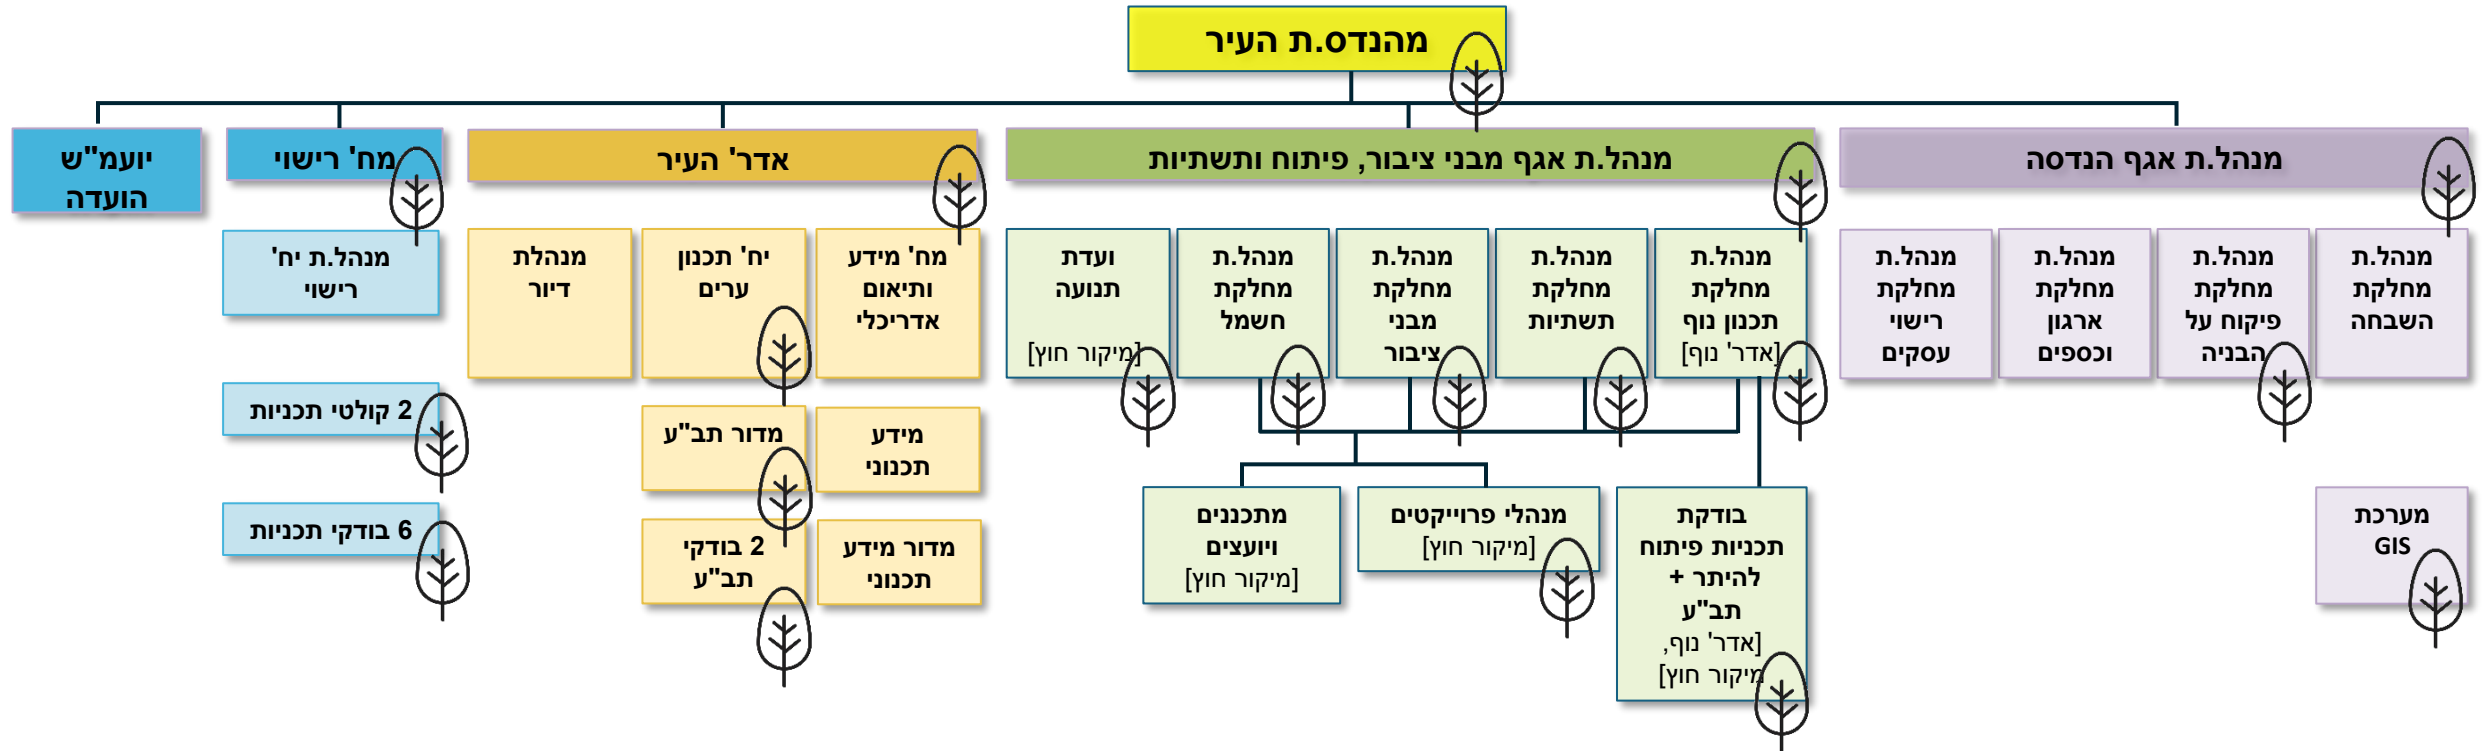 מהנדס.ת העיר
מנהל.ת אגף הנדסה
מנהל.ת אגף מבני ציבור, פיתוח ותשתיות
אדר' העיר
מח' רישוי
יועמ"ש
הועדה
מנהל.ת
מחלקת
השבחה
מנהל.ת
מחלקת
פיקוח על
הבניה
מנהל.ת
מחלקת
ארגון
וכספים
מנהל.ת
מחלקת
רישוי
עסקים
מערכת
GIS
מנהל.ת
מחלקת
תכנון נוף
[אדר' נוף]
מנהל.ת
מחלקת
תשתיות
מנהל.ת
מחלקת
מבני
ציבור
מנהל.ת
מחלקת
חשמל
ועדת
תנועה
[מיקור חוץ]
בודקת
תכניות פיתוח
להיתר +
תב"ע
[אדר' נוף,
מיקור חוץ]
מנהלי פרוייקטים
[מיקור חוץ]
מתכננים
ויועצים
[מיקור חוץ]
מח' מידע
ותיאום
אדריכלי
יח' תכנון
ערים
מנהלת
דיור
מידע
תכנוני
מדור תב"ע
מדור מידע
תכנוני
2 בודקי
תב"ע
מנהל.ת יח'
רישוי
2 קולטי תכניות
6 בודקי תכניות